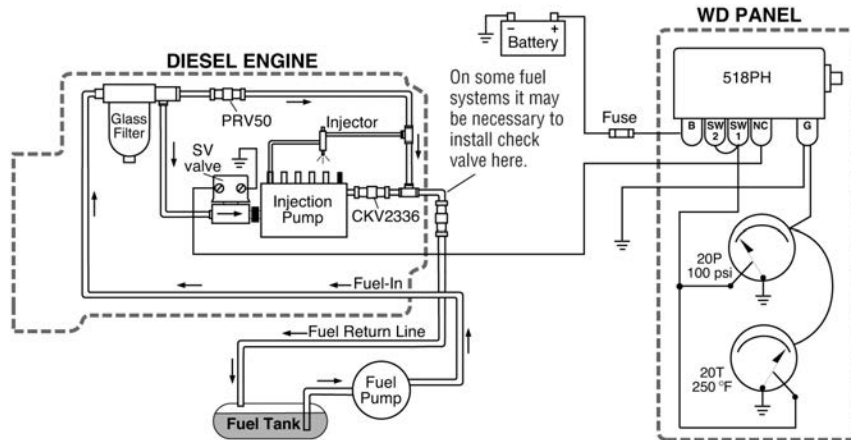 WD PANEL
DIESEL ENGINE
− +
Battery
518PH
On some fuel
systems it may
be necessary to
install check
valve here.
Glass
Filter
PRV50
Injector
Fuse
B
SW
2
SW
1
NC
G
SV
valve
Injection
Pump
CKV2336
20P
100 psi
Fuel-In
Fuel Return Line
20T
250 °F
Fuel
Pump
Fuel Tank